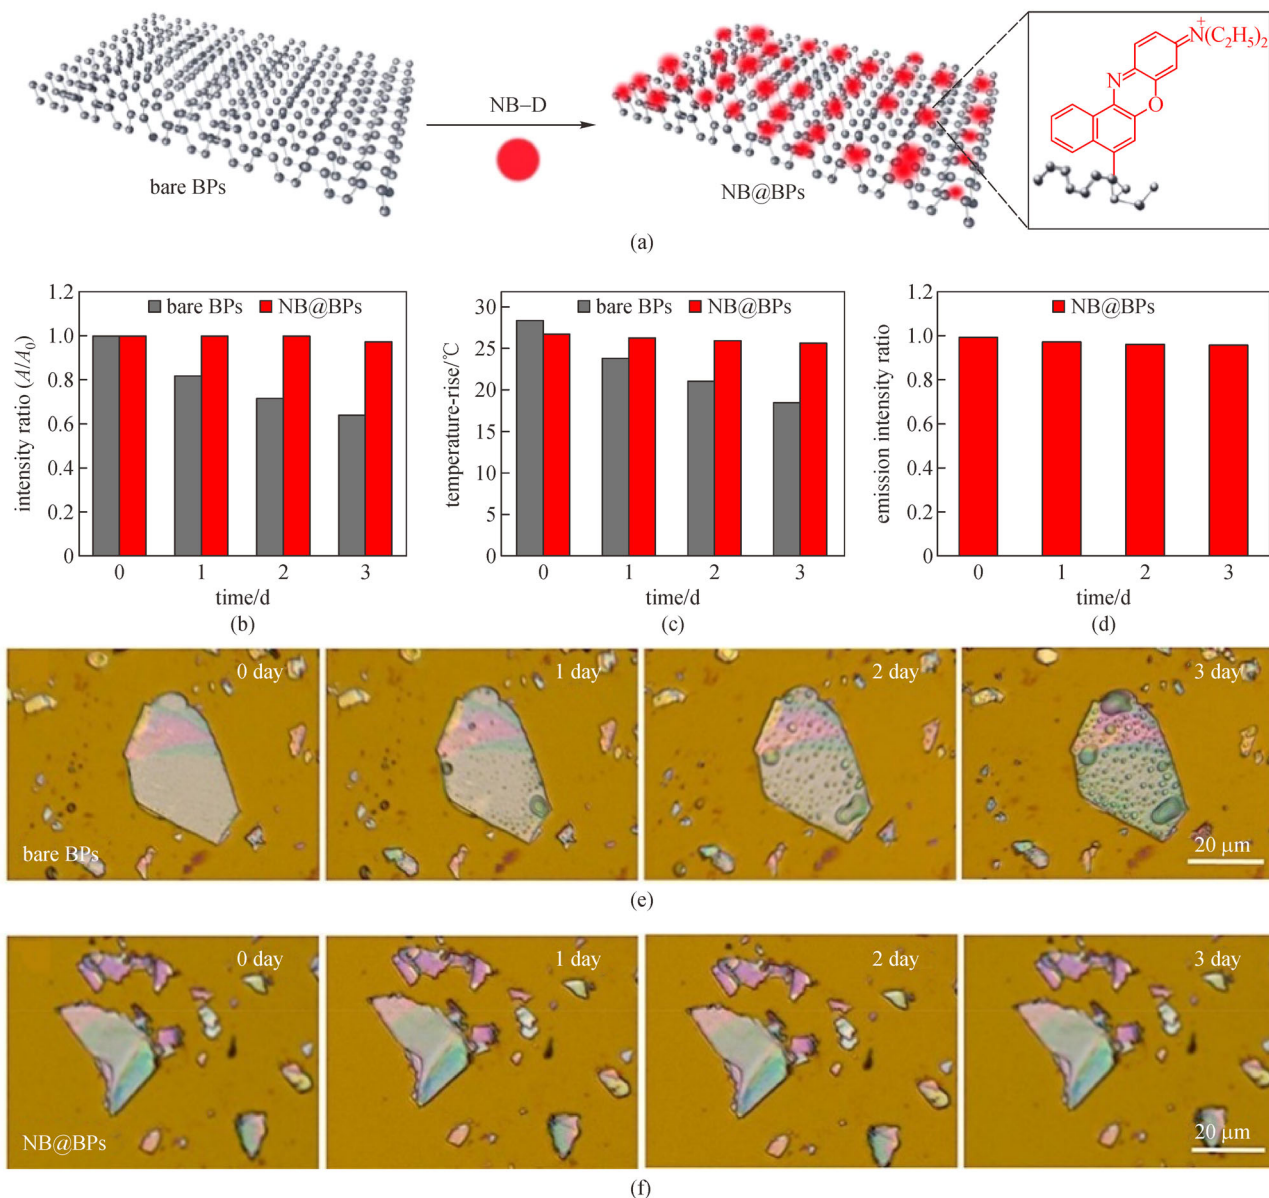 bare BPs
NB–D
NB@BPs
N
O
+
N(C₂H₅)₂
(a)
1.2
1.0
0.8
0.6
0.4
0.2
0
intensity ratio (A/A₀)
bare BPs
NB@BPs
0 1 2 3
time/d
(b)
30
25
20
15
10
5
0
temperature-rise/℃
bare BPs
NB@BPs
0 1 2 3
time/d
(c)
1.2
1.0
0.8
0.6
0.4
0.2
0
emission intensity ratio
NB@BPs
0 1 2 3
time/d
(d)
0 day
1 day
2 day
3 day
bare BPs
20 μm
(e)
0 day
1 day
2 day
3 day
NB@BPs
20 μm
(f)